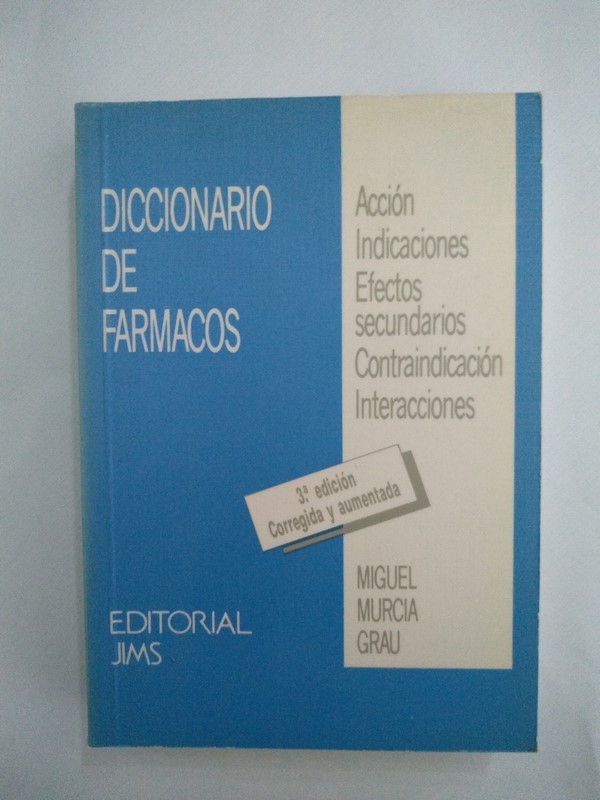 DICCIONARIO
DE
FARMACOS
Acción
Indicaciones
Efectos
secundarios
Contraindicación
Interacciones
3ª. edición
Corregida y aumentada
MIGUEL
MURCIA
GRAU
EDITORIAL
JIMS